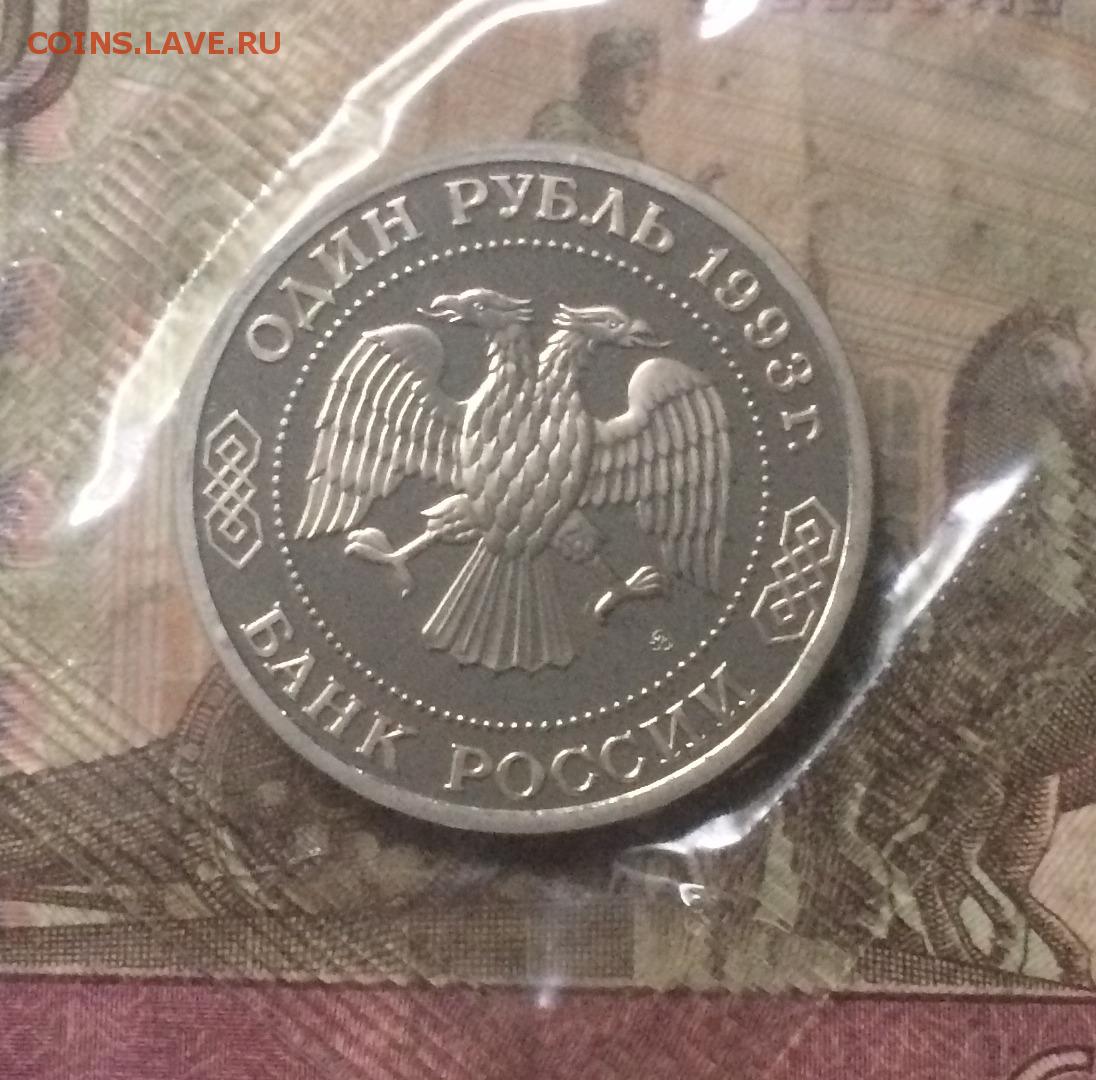 COINS.LAVE.RU
ОДИН РУБЛЬ 1993 г.
БАНК РОССИИ